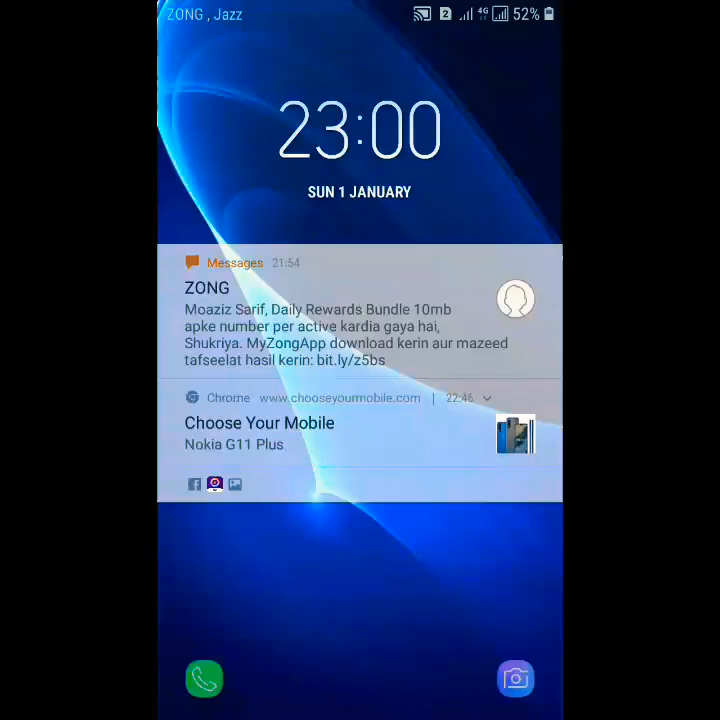 ZONG , Jazz
2
4G
52%
23:00
SUN 1 JANUARY
Messages 21:54
ZONG
Moaziz Sarif, Daily Rewards Bundle 10mb
apke number per active kardia gaya hai,
Shukriya. MyZongApp download kerin aur mazeed
tafseelat hasil kerin: bit.ly/z5bs
Chrome www.chooseyourmobile.com | 22:46
Choose Your Mobile
Nokia G11 Plus